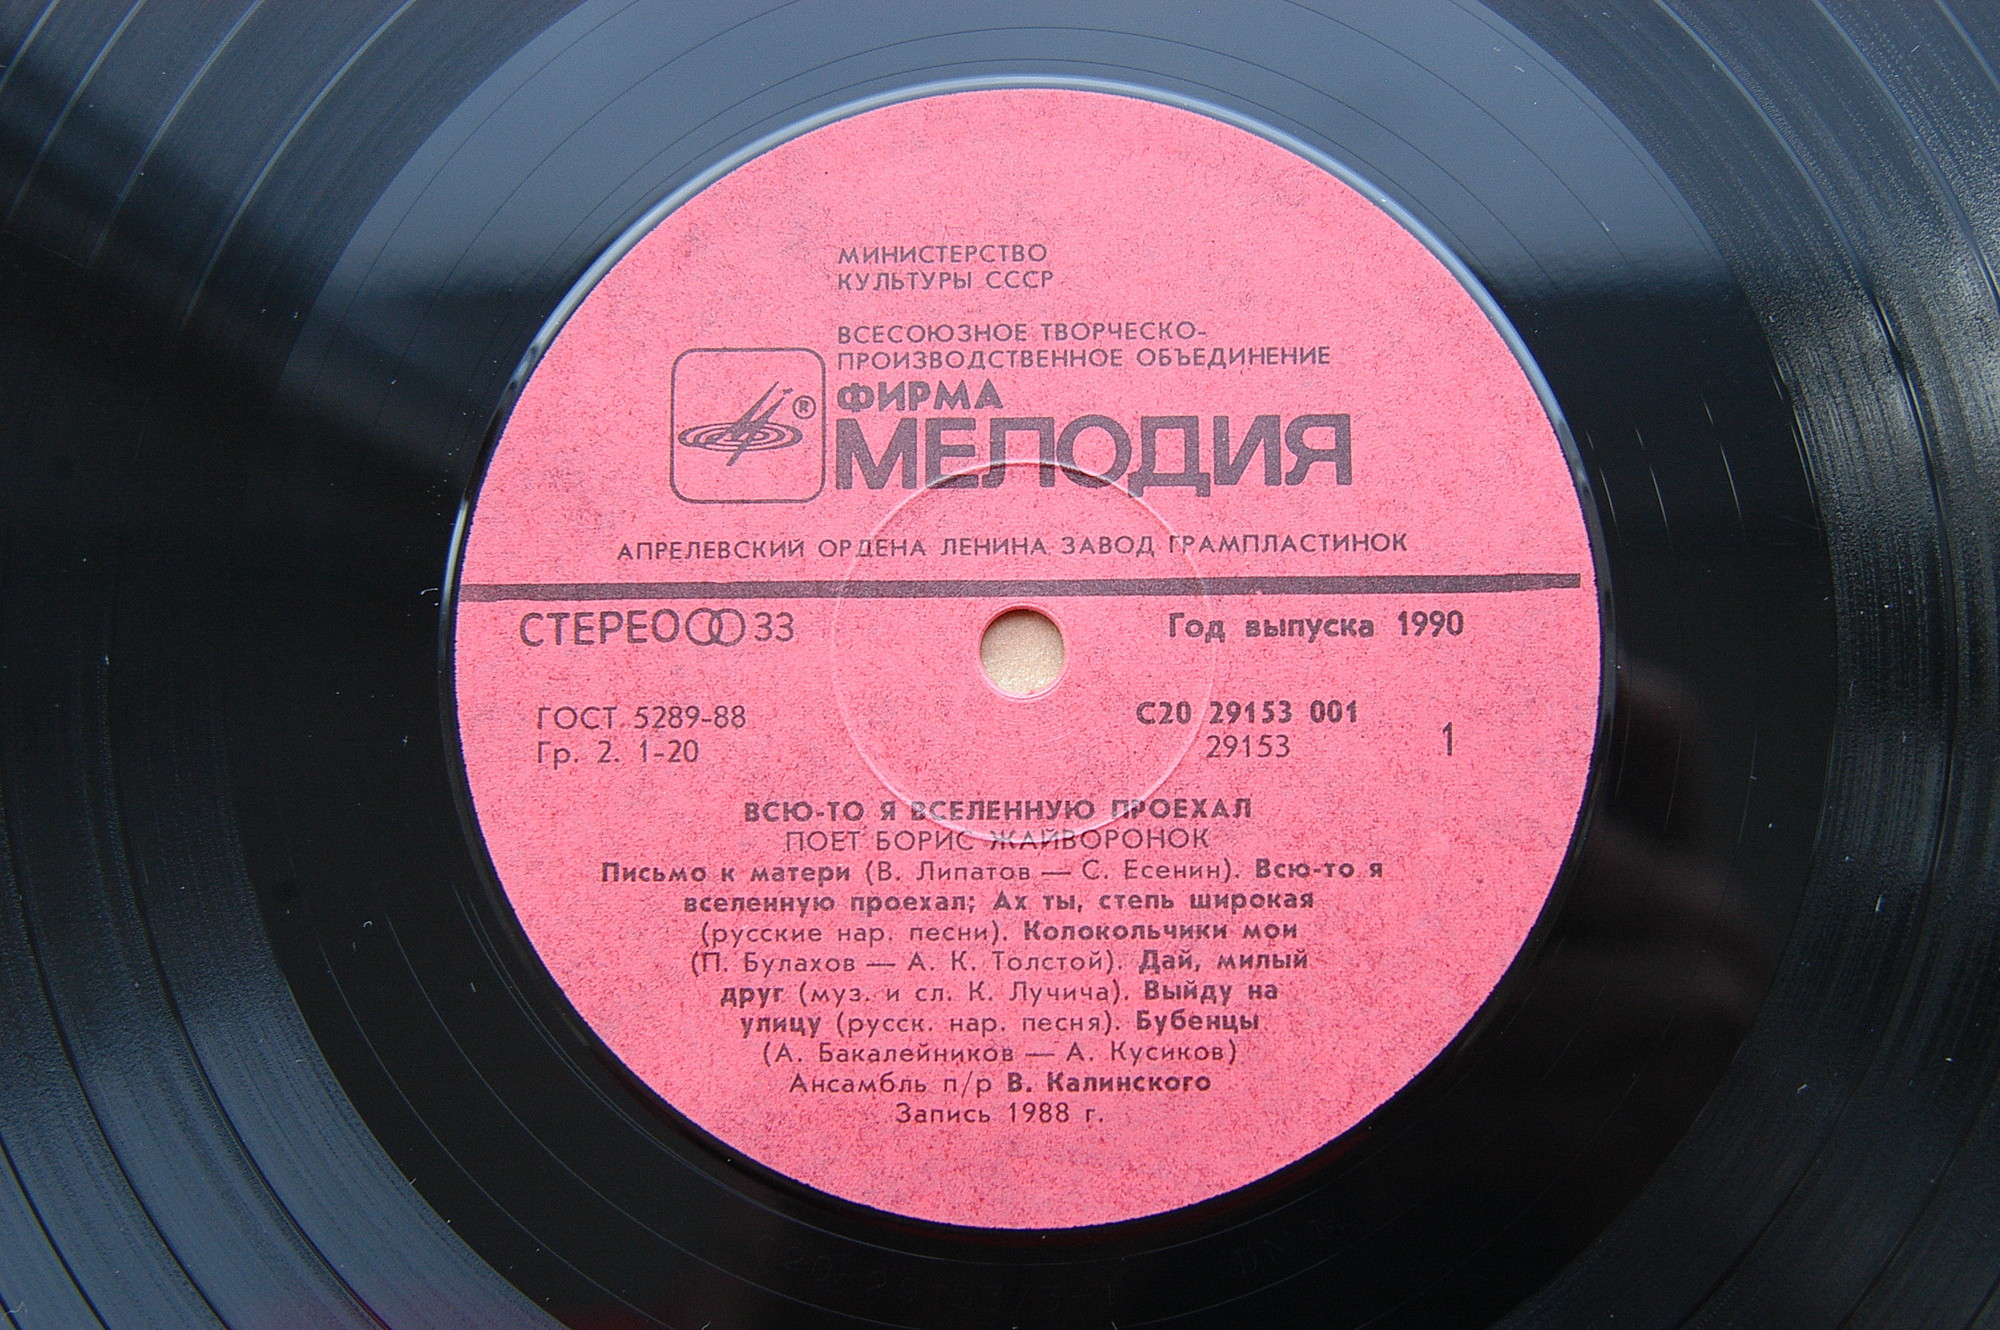 МИНИСТЕРСТВО
КУЛЬТУРЫ СССР
ВСЕСОЮЗНОЕ ТВОРЧЕСКО-
ПРОИЗВОДСТВЕННОЕ ОБЪЕДИНЕНИЕ
ФИРМА
®
МЕЛОДИЯ
АПРЕЛЕВСКИЙ ОРДЕНА ЛЕНИНА ЗАВОД ГРАМПЛАСТИНОК
СТЕРЕО 33
Год выпуска 1990
ГОСТ 5289-88
Гр. 2. 1-20
С20 29153 001
29153
1
ВСЮ-ТО Я ВСЕЛЕННУЮ ПРОЕХАЛ
ПОЕТ БОРИС ЖАЙВОРОНОК
Письмо к матери (В. Липатов — С. Есенин). Всю-то я
вселенную проехал; Ах ты, степь широкая
(русские нар. песни). Колокольчики мои
(П. Булахов — А. К. Толстой). Дай, милый
друг (муз. и сл. К. Лучича). Выйду на
улицу (русск. нар. песня). Бубенцы
(А. Бакалейников — А. Кусиков)
Ансамбль п/р В. Калинского
Запись 1988 г.